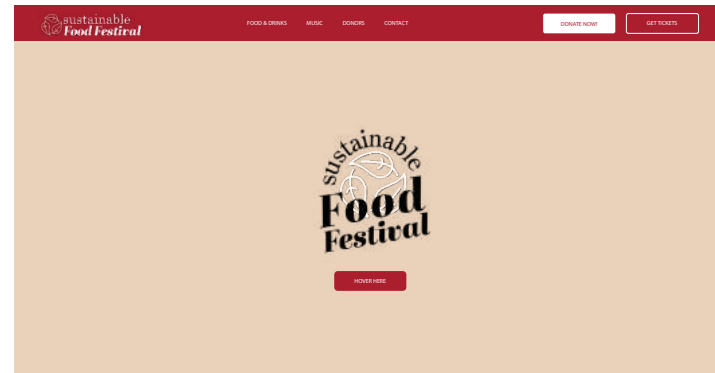 sustainable
Food Festival
FOOD & DRINKS MUSIC DONORS CONTACT
DONATE NOW!
GET TICKETS
sustainable
Food
Festival
HOVER HERE